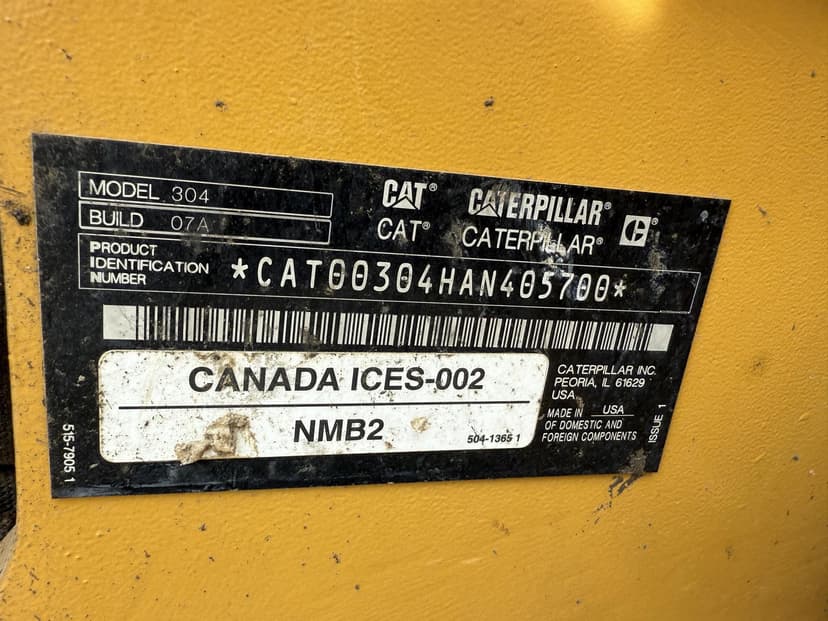 MODEL 304
BUILD 07A
CAT® CATERPILLAR® C®
CAT® CATERPILLAR®
PRODUCT
IDENTIFICATION
NUMBER
*CAT00304HAN405700*
CANADA ICES-002
NMB2
504-1365 1
CATERPILLAR INC.
PEORIA, IL 61629
USA
MADE IN USA
OF DOMESTIC AND
FOREIGN COMPONENTS
ISSUE 1
515-7905 1